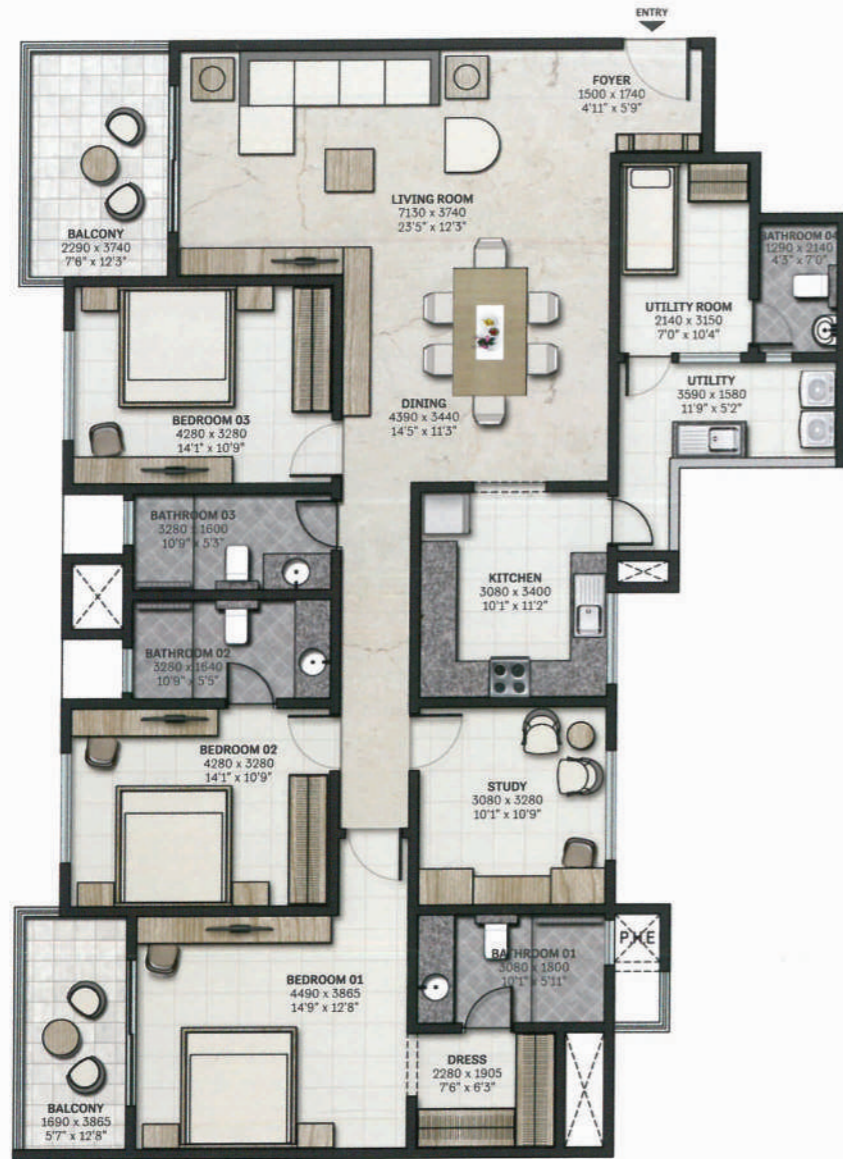 ENTRY
FOYER
1500 x 1740
4'11" x 5'9"
LIVING ROOM
7130 x 3740
23'5" x 12'3"
BALCONY
2290 x 3740
7'6" x 12'3"
BATHROOM 04
1290 x 2140
4'3" x 7'0"
UTILITY ROOM
2140 x 3150
7'0" x 10'4"
UTILITY
3590 x 1580
11'9" x 5'2"
DINING
4390 x 3440
14'5" x 11'3"
BEDROOM 03
4280 x 3280
14'1" x 10'9"
BATHROOM 03
3280 x 1600
10'9" x 5'3"
KITCHEN
3080 x 3400
10'1" x 11'2"
BATHROOM 02
3280 x 1640
10'9" x 5'5"
BEDROOM 02
4280 x 3280
14'1" x 10'9"
STUDY
3080 x 3280
10'1" x 10'9"
PHE
BATHROOM 01
3080 x 1800
10'1" x 5'11"
BEDROOM 01
4490 x 3865
14'9" x 12'8"
DRESS
2280 x 1905
7'6" x 6'3"
BALCONY
1690 x 3865
5'7" x 12'8"